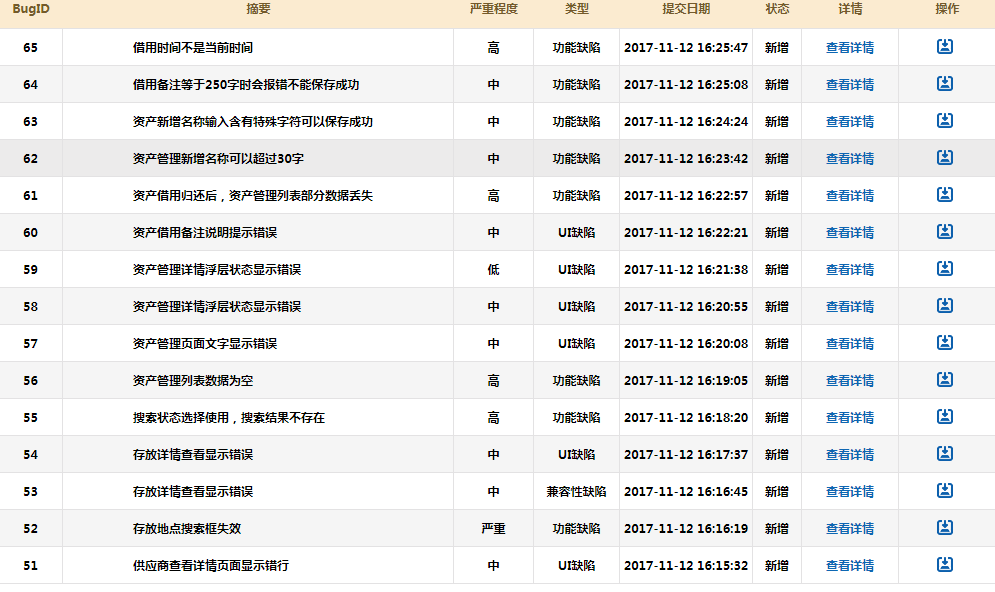 BugID 摘要 严重程度 类型 提交日期 状态 详情 操作
65 借用时间不是当前时间 高 功能缺陷 2017-11-12 16:25:47 新增 查看详情
64 借用备注等于250字时会报错不能保存成功 中 功能缺陷 2017-11-12 16:25:08 新增 查看详情
63 资产新增名称输入含有特殊字符可以保存成功 中 功能缺陷 2017-11-12 16:24:24 新增 查看详情
62 资产管理新增名称可以超过30字 中 功能缺陷 2017-11-12 16:23:42 新增 查看详情
61 资产借用归还后，资产管理列表部分数据丢失 高 功能缺陷 2017-11-12 16:22:57 新增 查看详情
60 资产借用备注说明提示错误 中 UI缺陷 2017-11-12 16:22:21 新增 查看详情
59 资产管理详情浮层状态显示错误 低 UI缺陷 2017-11-12 16:21:38 新增 查看详情
58 资产管理详情浮层状态显示错误 中 UI缺陷 2017-11-12 16:20:55 新增 查看详情
57 资产管理页面文字显示错误 中 UI缺陷 2017-11-12 16:20:08 新增 查看详情
56 资产管理列表数据为空 高 功能缺陷 2017-11-12 16:19:05 新增 查看详情
55 搜索状态选择使用，搜索结果不存在 高 功能缺陷 2017-11-12 16:18:20 新增 查看详情
54 存放详情查看显示错误 中 UI缺陷 2017-11-12 16:17:37 新增 查看详情
53 存放详情查看显示错误 中 兼容性缺陷 2017-11-12 16:16:45 新增 查看详情
52 存放地点搜索框失效 严重 功能缺陷 2017-11-12 16:16:19 新增 查看详情
51 供应商查看详情页面显示错行 中 UI缺陷 2017-11-12 16:15:32 新增 查看详情